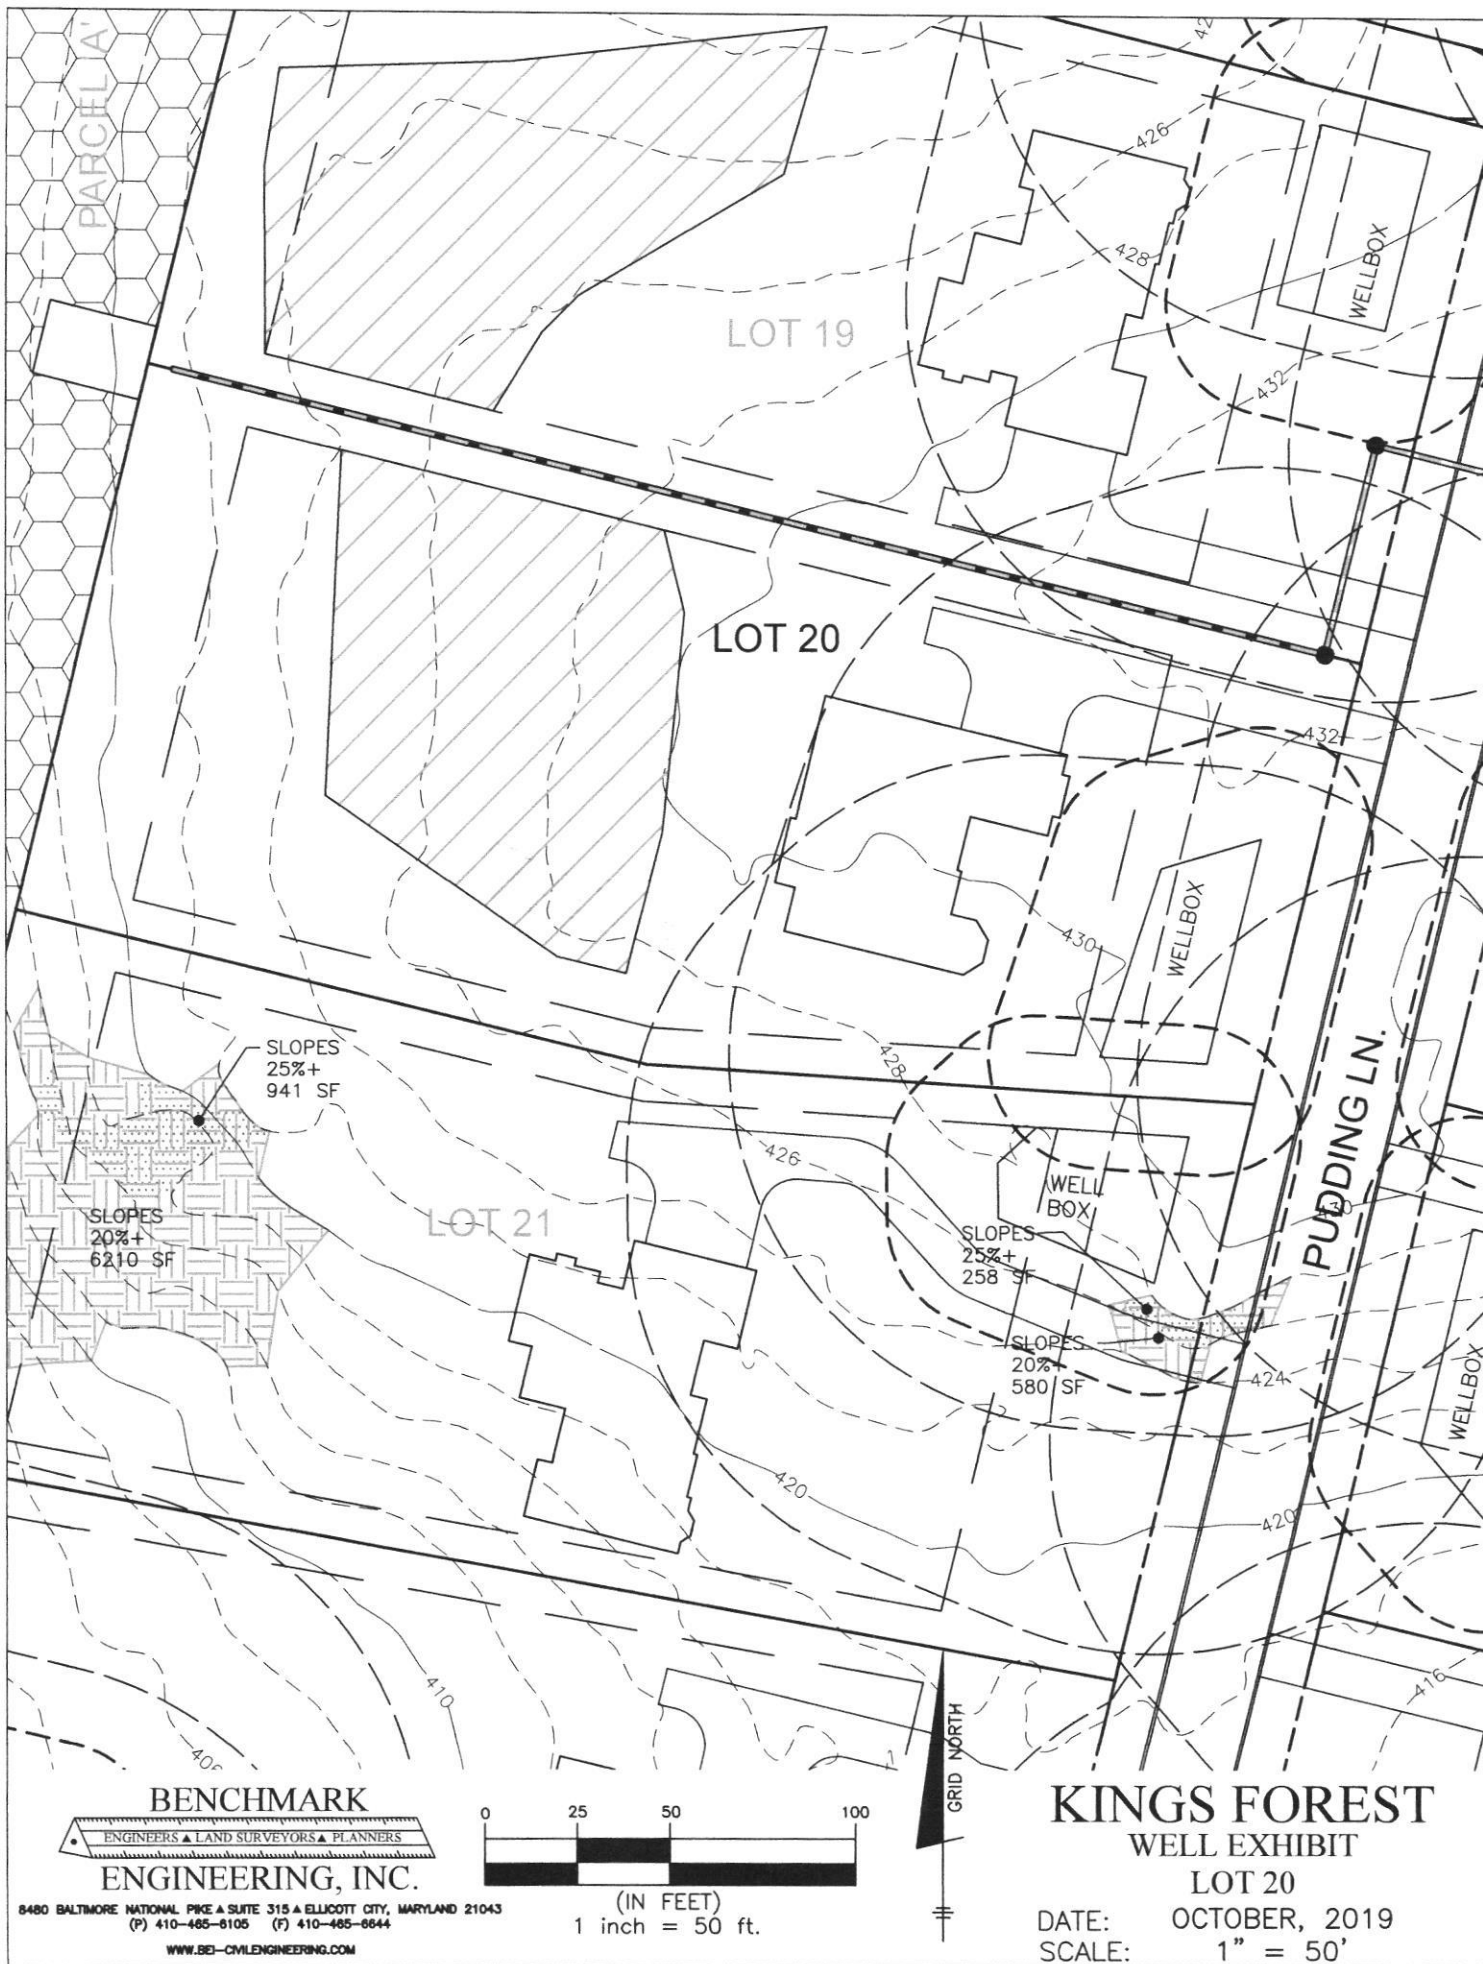 PARCEL 'A'
426
428
LOT 19
WELLBOX
432
LOT 20
432
WELLBOX
430
PUDDING LN.
428
SLOPES
25%+
941 SF
426
WELL
BOX
SLOPES
20%+
6210 SF
LOT 21
430
SLOPES
25%+
258 SF
SLOPES
20%+
580 SF
424
WELLBOX
420
420
410
416
GRID NORTH
BENCHMARK
ENGINEERS ▲ LAND SURVEYORS ▲ PLANNERS
ENGINEERING, INC.
8480 BALTIMORE NATIONAL PIKE ▲ SUITE 315 ▲ ELLICOTT CITY, MARYLAND 21043
(P) 410-465-6105 (F) 410-465-6644
WWW.BEI-CIVILENGINEERING.COM
0 25 50 100
(IN FEET)
1 inch = 50 ft.
KINGS FOREST
WELL EXHIBIT
LOT 20
DATE: OCTOBER, 2019
SCALE: 1" = 50'